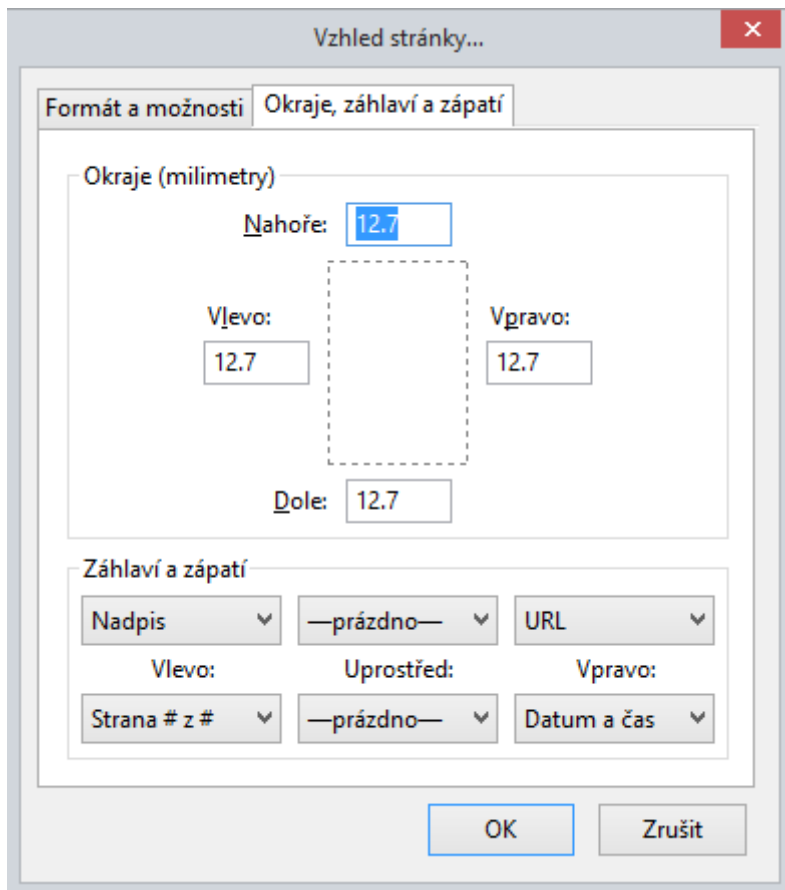 Vzhled stránky...
Formát a možnosti
Okraje, záhlaví a zápatí
Okraje (milimetry)
Nahoře: 12.7
Vlevo: Vpravo:
12.7 12.7
Dole: 12.7
Záhlaví a zápatí
Nadpis —prázdno— URL
Vlevo: Uprostřed: Vpravo:
Strana # z # —prázdno— Datum a čas
OK Zrušit